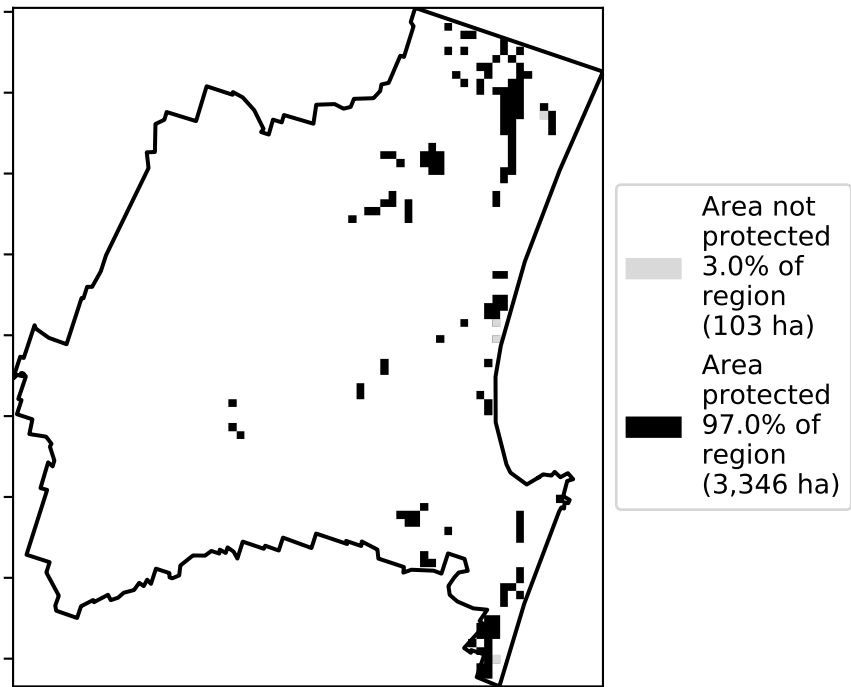 Area not
protected
3.0% of
region
(103 ha)
Area
protected
97.0% of
region
(3,346 ha)